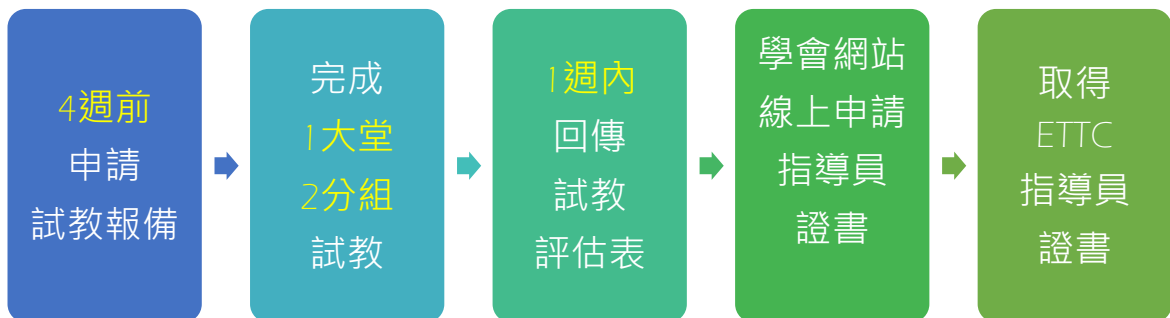 4週前
申請
試教報備
完成
1大堂
2分組
試教
1週內
回傳
試教
評估表
學會網站
線上申請
指導員
證書
取得
ETTC
指導員
證書